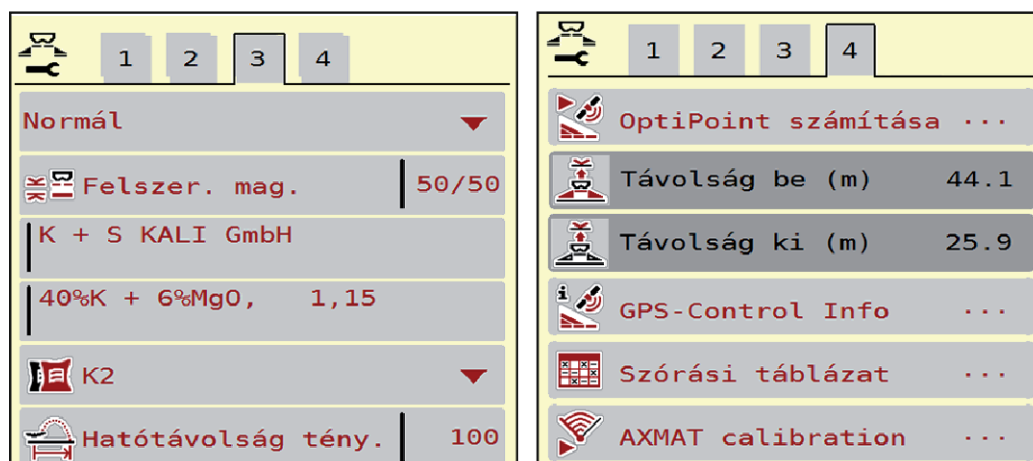 1 2 3 4
Normál
Felszer. mag. 50/50
K + S KALI GmbH
40%K + 6%MgO, 1,15
K2
Hatótávolság tény. 100
1 2 3 4
OptiPoint számítása ...
Távolság be (m) 44.1
Távolság ki (m) 25.9
i
GPS-Control Info ...
Szórási táblázat ...
AXMAT calibration ...